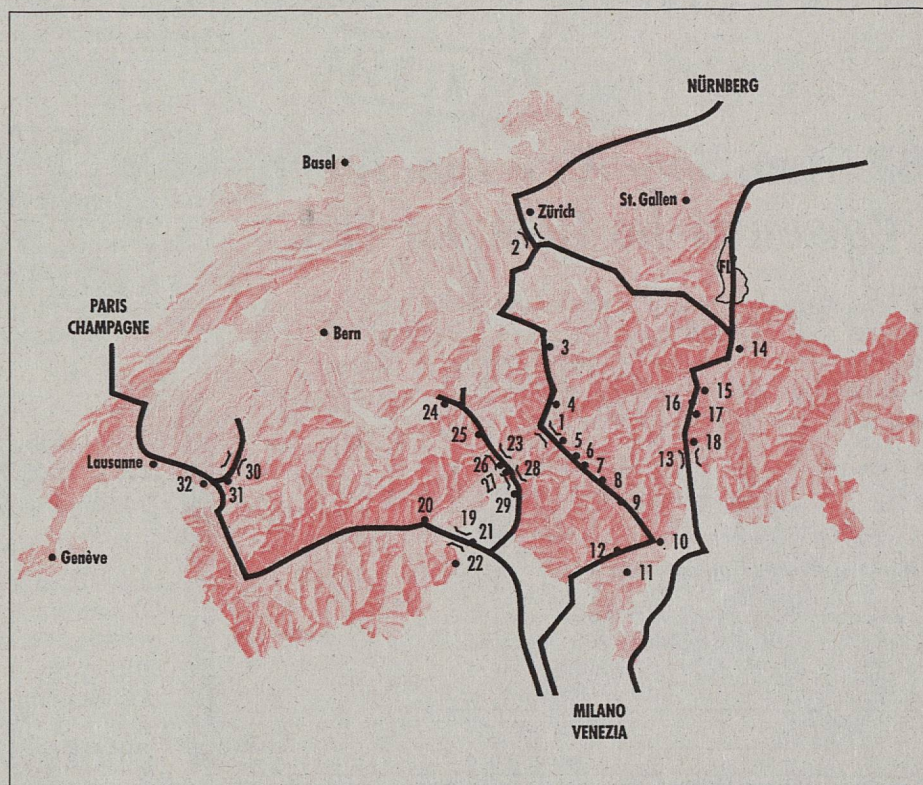 NÜRNBERG
Basel
Zürich
St. Gallen
2
FL
PARIS
CHAMPAGNE
Bern
3
14
24
4
15
16
17
1
25
23
5
6
18
13
26
7
28
27
8
Lausanne
30
32
31
29
9
20
19
21
10
12
Genève
22
11
MILANO
VENEZIA